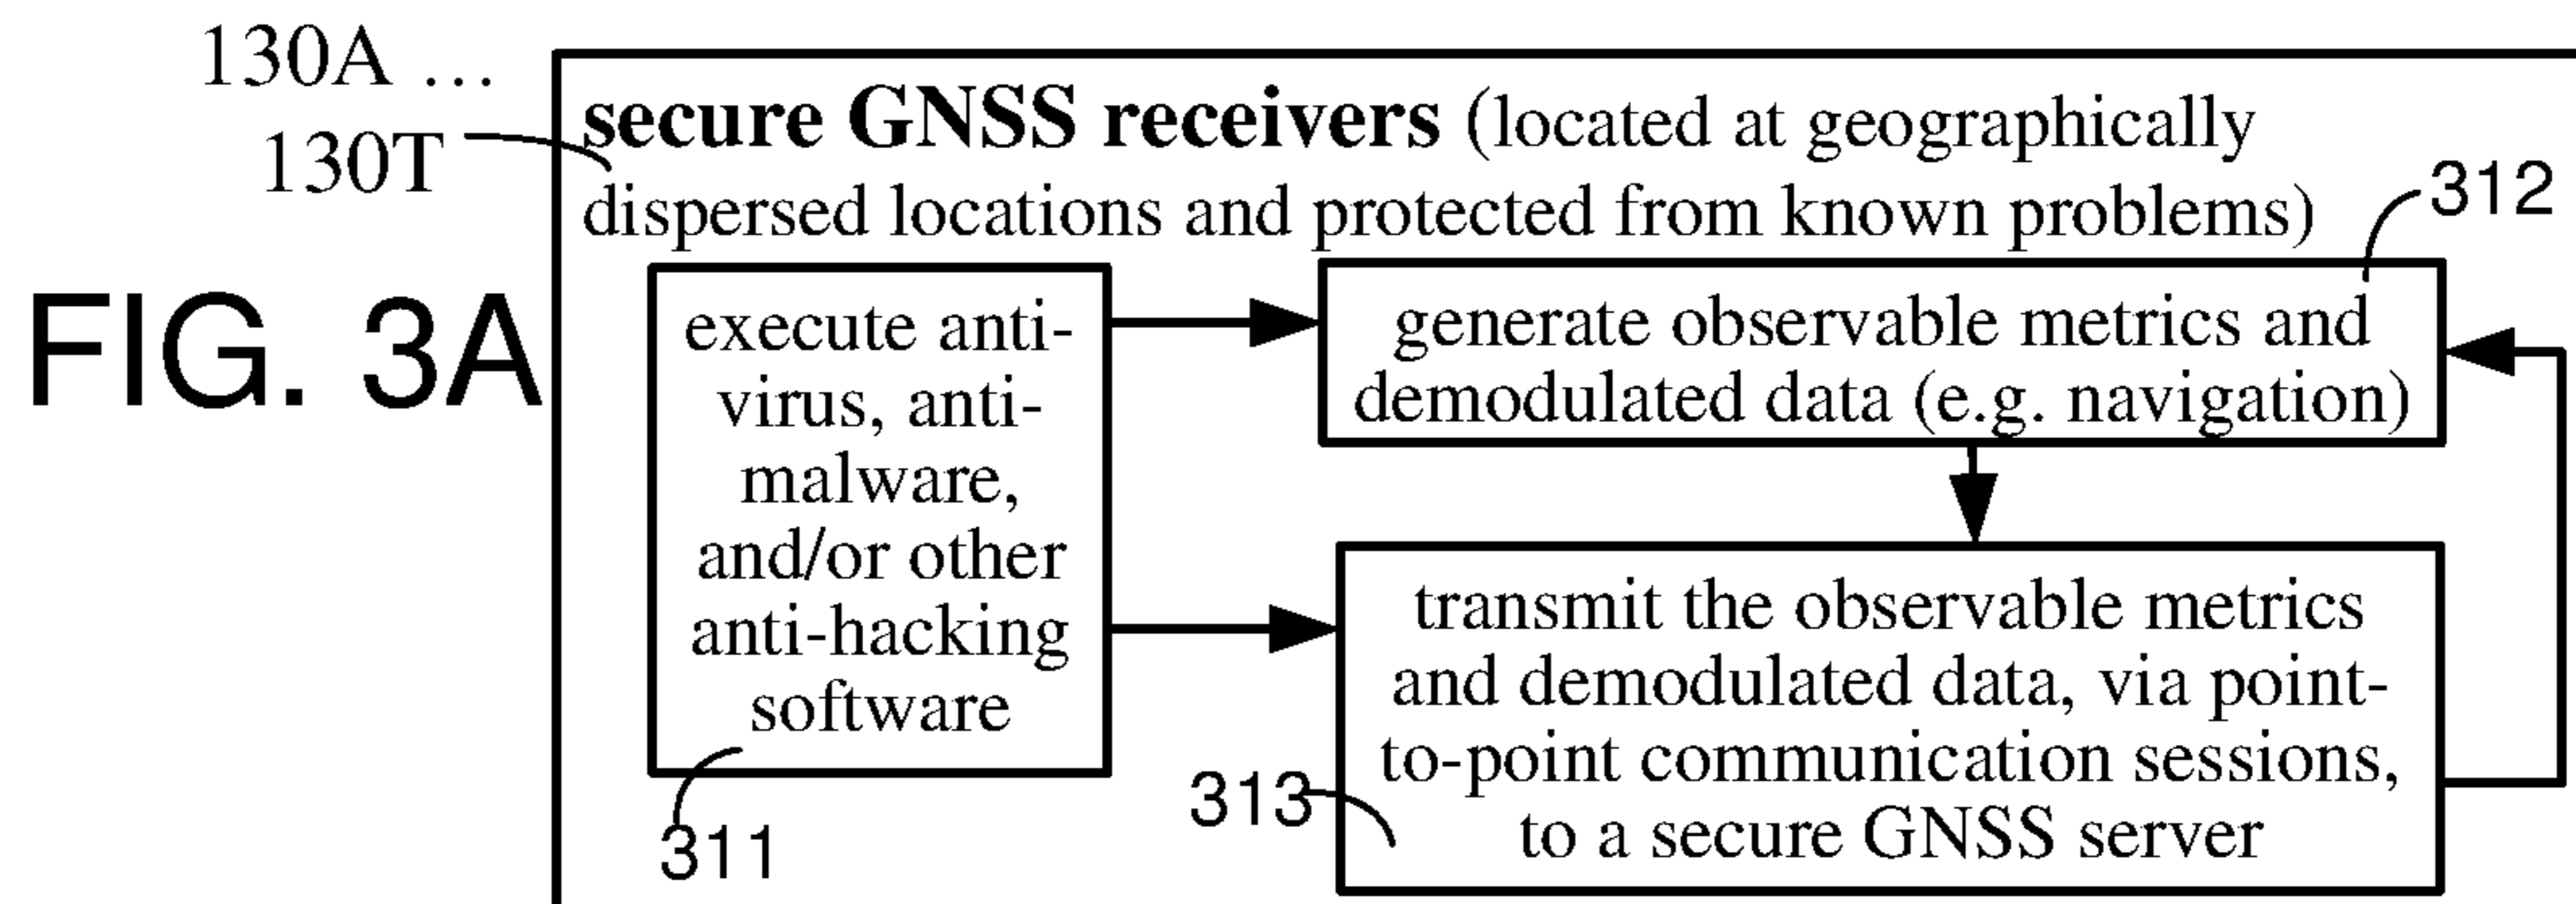 130A ...
130T
FIG. 3A
secure GNSS receivers (located at geographically
dispersed locations and protected from known problems)
312
execute anti-
virus, anti-
malware,
and/or other
anti-hacking
software
311
generate observable metrics and
demodulated data (e.g. navigation)
transmit the observable metrics
and demodulated data, via point-
to-point communication sessions,
to a secure GNSS server
313